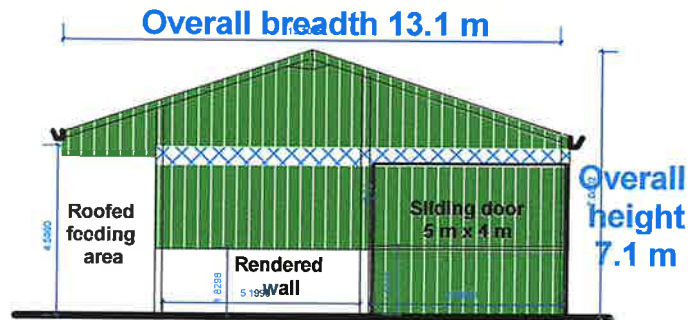 Overall breadth 13.1 m
Overall
height
7.1 m
Roofed
feeding
area
Sliding door
5 m x 4 m
Rendered
wall